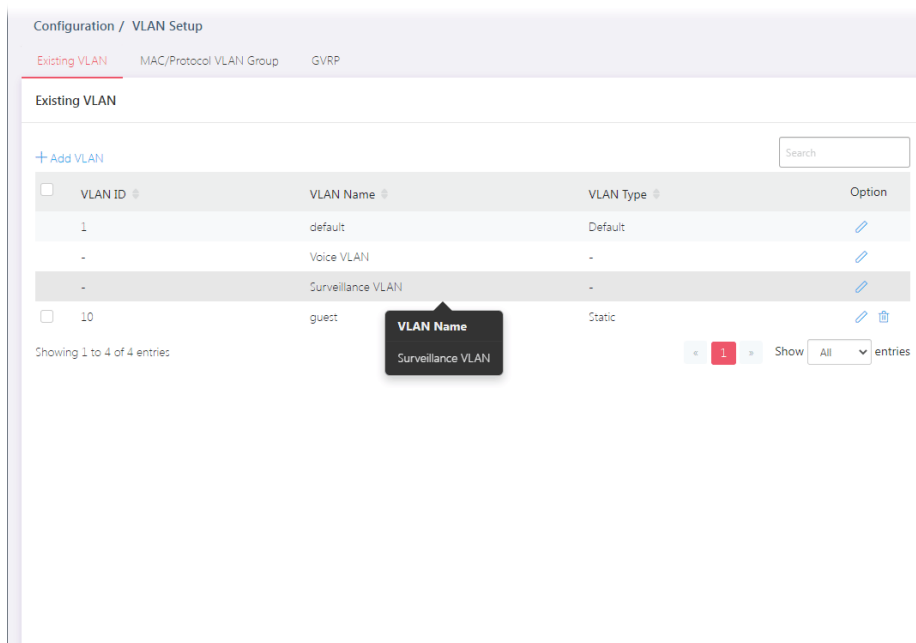 Configuration / VLAN Setup
Existing VLAN MAC/Protocol VLAN Group GVRP
Existing VLAN
+ Add VLAN Search
VLAN ID VLAN Name VLAN Type Option
1 default Default
- Voice VLAN -
- Surveillance VLAN -
10 guest Static
VLAN Name
Surveillance VLAN
Showing 1 to 4 of 4 entries « 1 » Show All entries